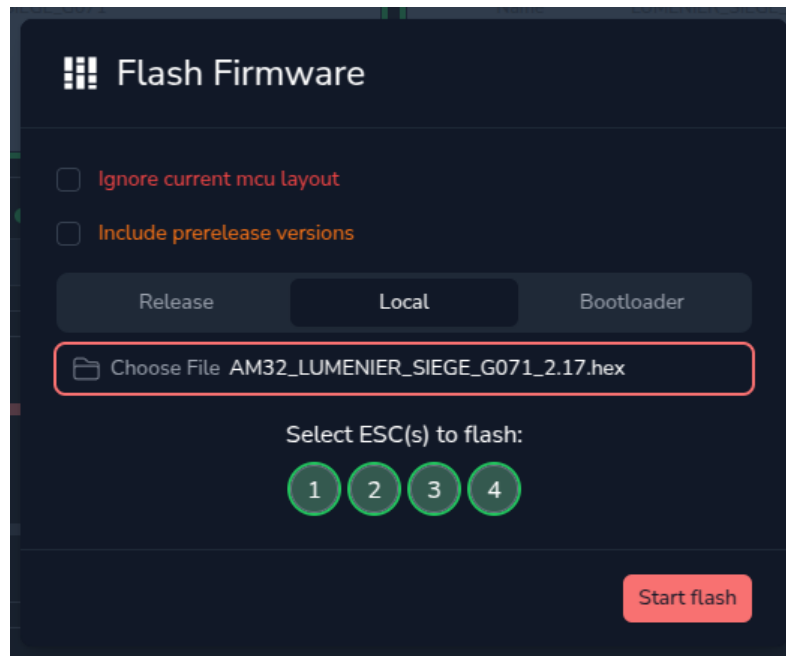 Flash Firmware
Ignore current mcu layout
Include prerelease versions
Release Local Bootloader
Choose File AM32_LUMENIER_SIEGE_G071_2.17.hex
Select ESC(s) to flash:
1 2 3 4
Start flash